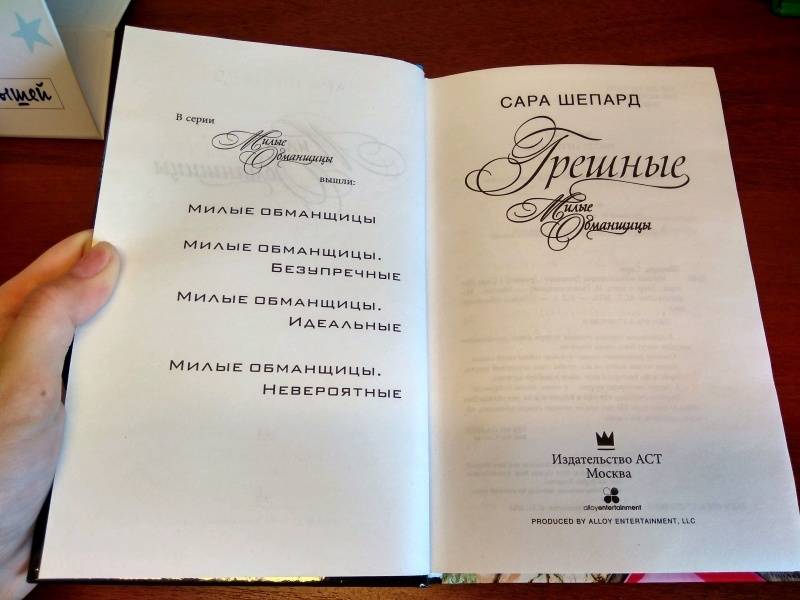 ышей
В серии
Милые
Обманщицы
вышли:
Милые обманщицы
Милые обманщицы.
Безупречные
Милые обманщицы.
Идеальные
Милые обманщицы.
Невероятные
САРА ШЕПАРД
Грешные
Милые
Обманщицы
Издательство АСТ
Москва
alloyentertainment
PRODUCED BY ALLOY ENTERTAINMENT, LLC